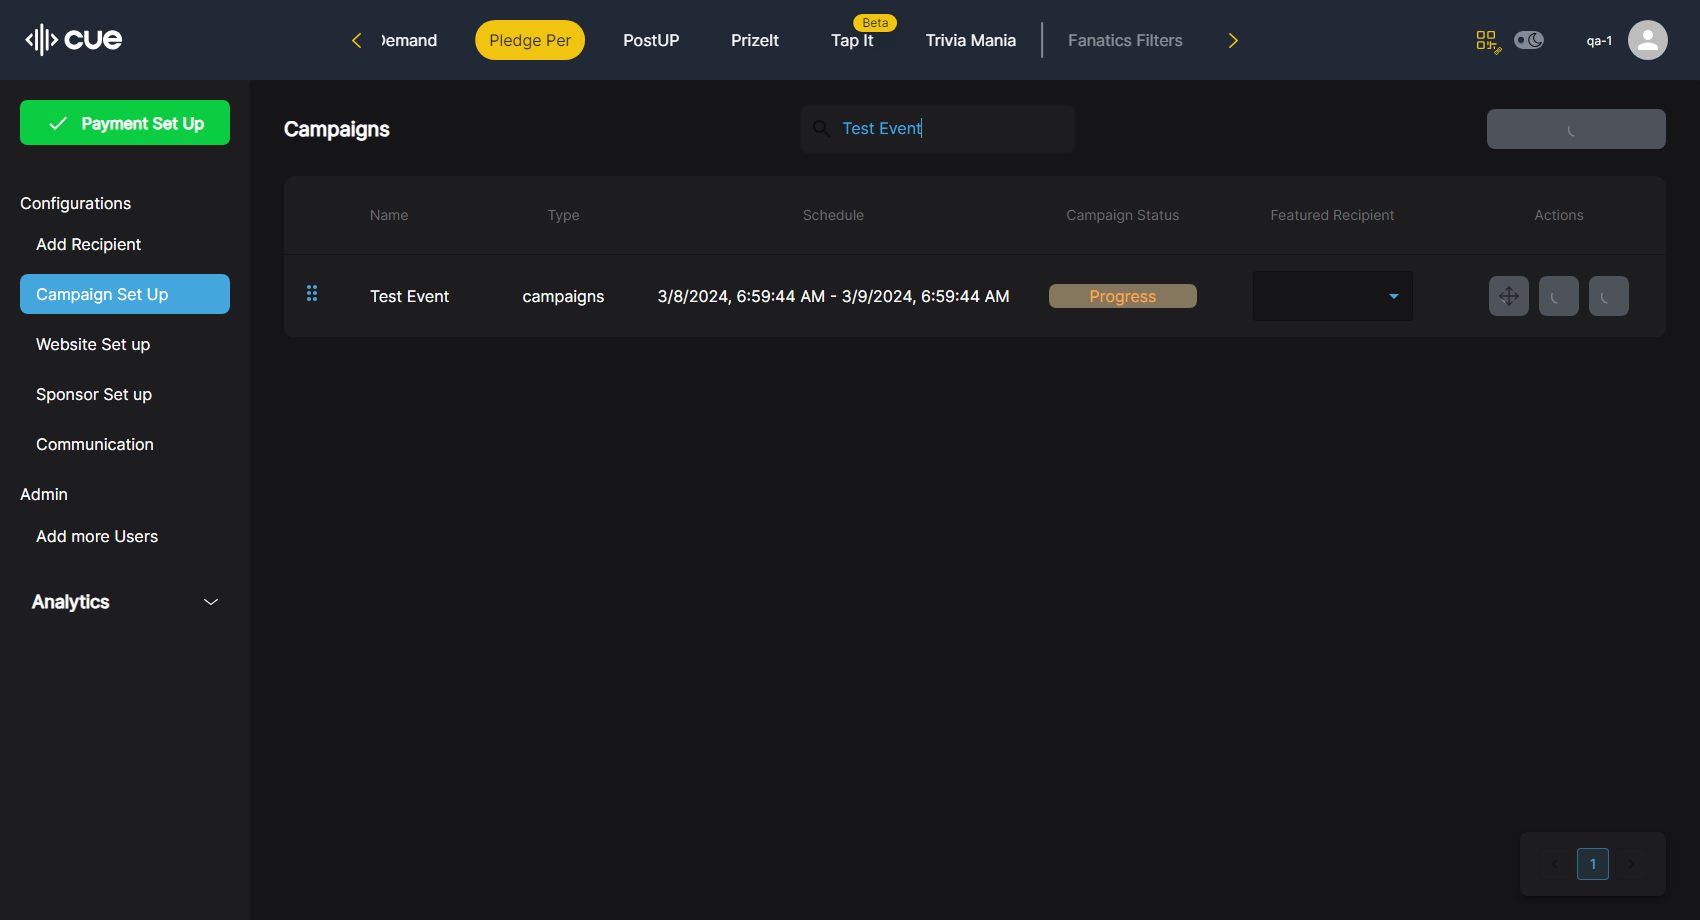 cue
Demand
Pledge Per
PostUP
PrizeIt
Tap It
Beta
Trivia Mania
Fanatics Filters
qa-1
Payment Set Up
Configurations
Add Recipient
Campaign Set Up
Website Set up
Sponsor Set up
Communication
Admin
Add more Users
Analytics
Campaigns
Test Event
Name Type Schedule Campaign Status Featured Recipient Actions
Test Event campaigns 3/8/2024, 6:59:44 AM - 3/9/2024, 6:59:44 AM Progress
1